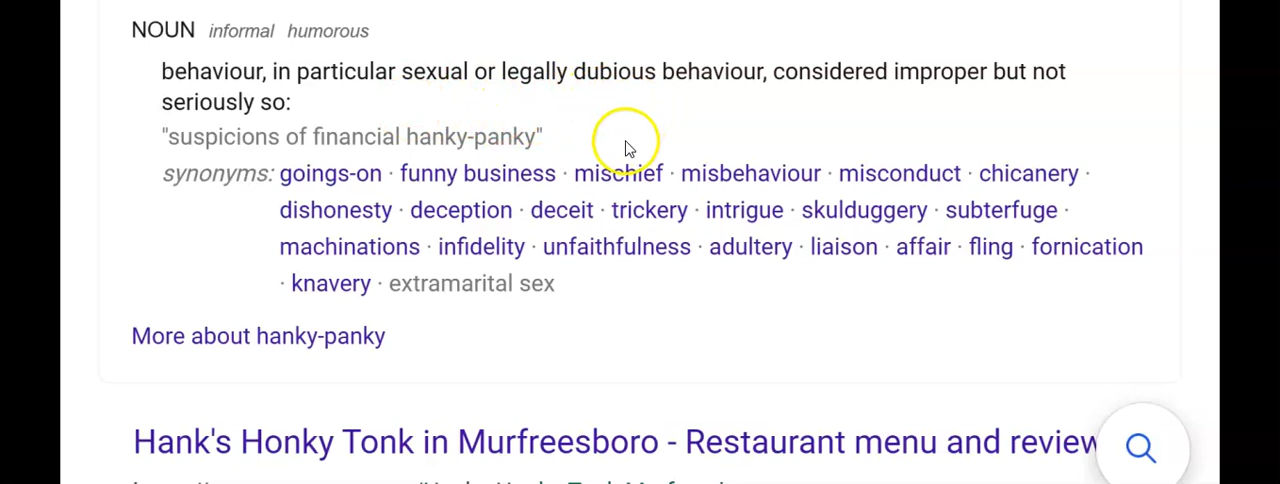 NOUN informal humorous
behaviour, in particular sexual or legally dubious behaviour, considered improper but not
seriously so:
"suspicions of financial hanky-panky"
synonyms: goings-on · funny business · mischief · misbehaviour · misconduct · chicanery ·
dishonesty · deception · deceit · trickery · intrigue · skulduggery · subterfuge ·
machinations · infidelity · unfaithfulness · adultery · liaison · affair · fling · fornication
· knavery · extramarital sex
More about hanky-panky
Hank's Honky Tonk in Murfreesboro - Restaurant menu and review